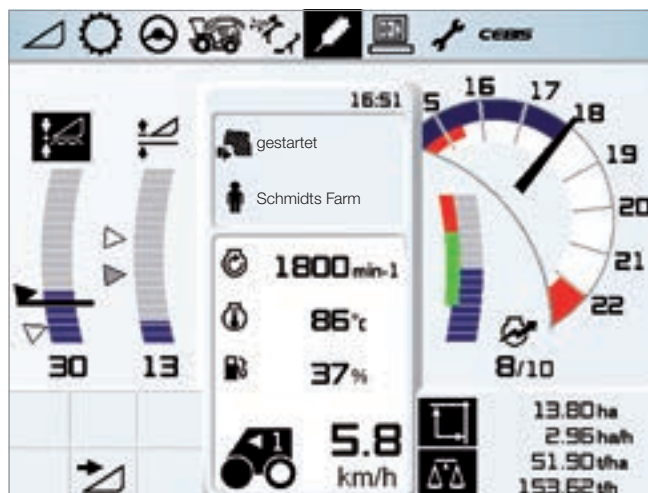 CEBIS
16:51
gestartet
Schmidts Farm
1800 min-1
86°c
37%
1
5.8
km/h
30
13
5
16
17
18
19
20
21
22
8/10
13.80 ha
2.96 ha/h
51.90 t/ha
153.62 t/h